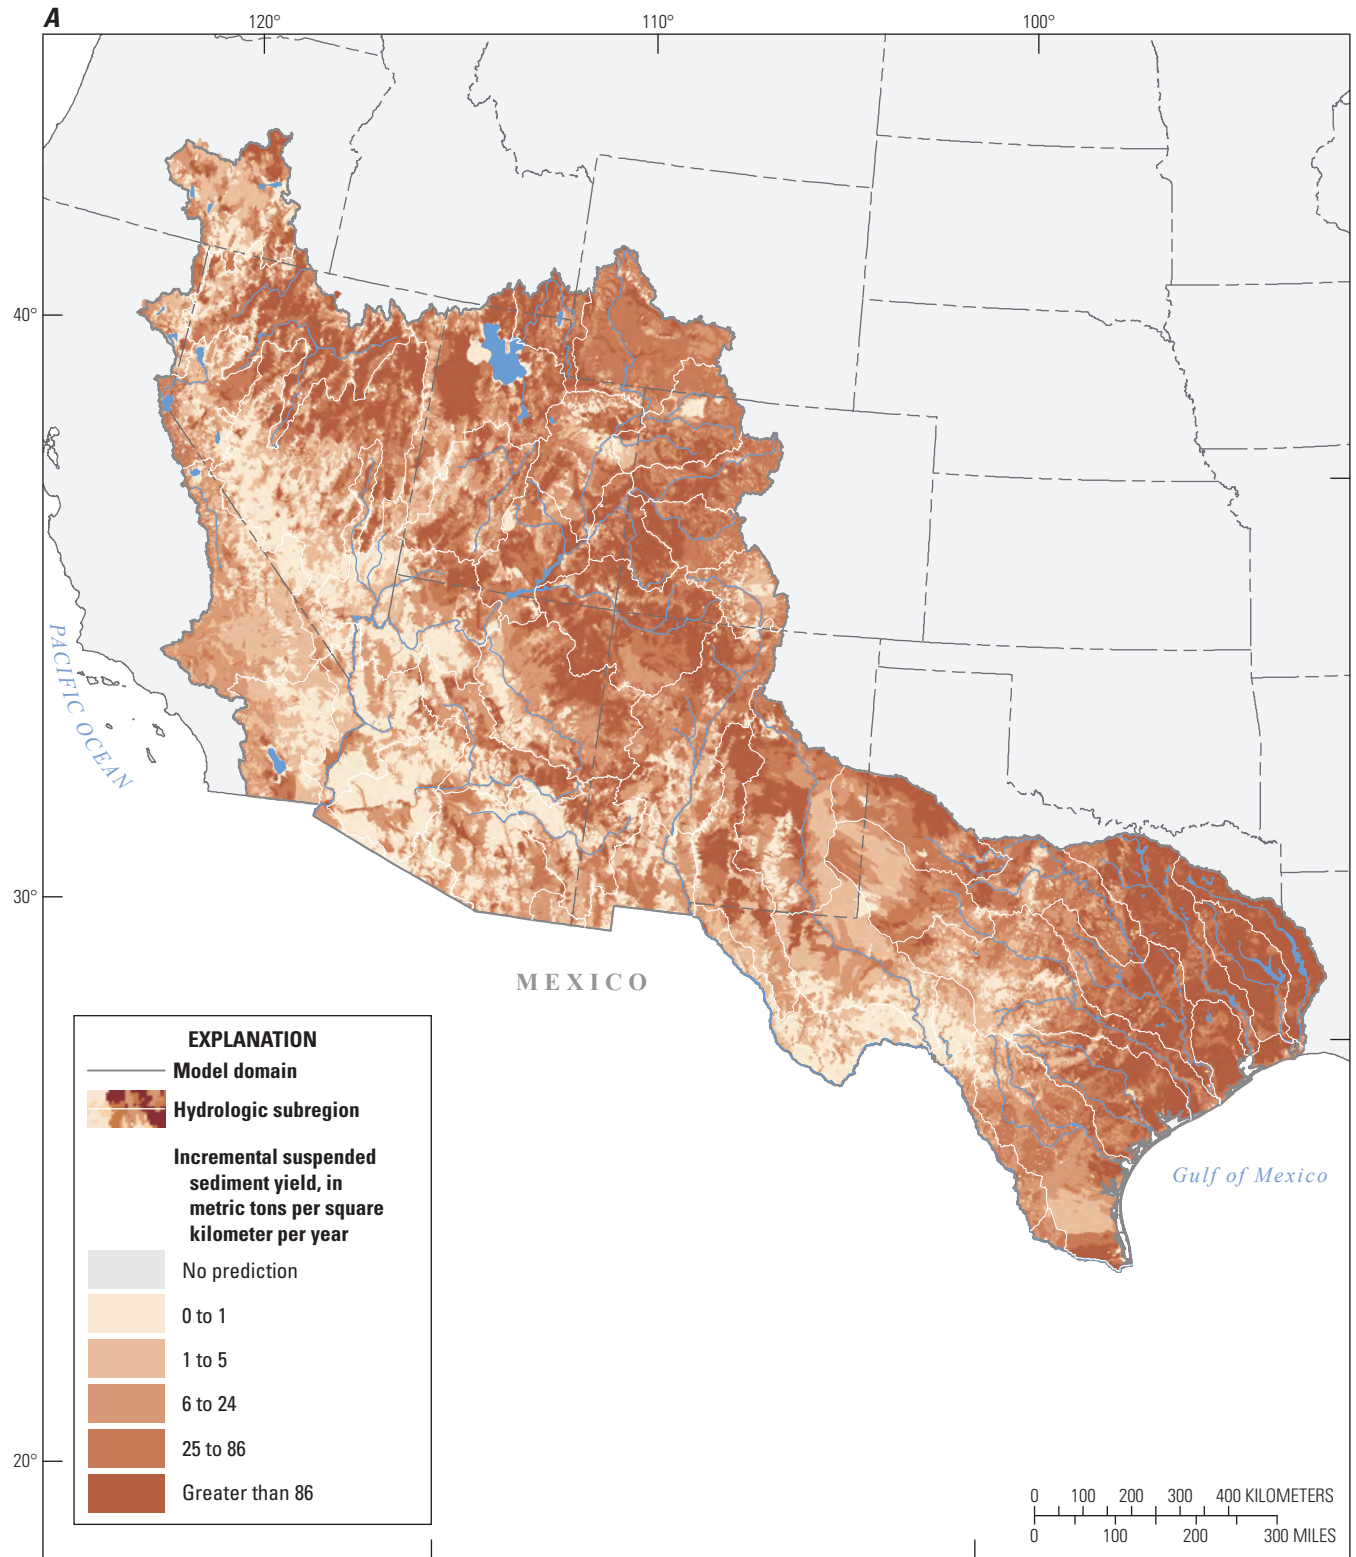 A
120°
110°
100°
40°
30°
20°
PACIFIC OCEAN
MEXICO
Gulf of Mexico
EXPLANATION
Model domain
Hydrologic subregion
Incremental suspended
sediment yield, in
metric tons per square
kilometer per year
No prediction
0 to 1
1 to 5
6 to 24
25 to 86
Greater than 86
0 100 200 300 400 KILOMETERS
0 100 200 300 MILES